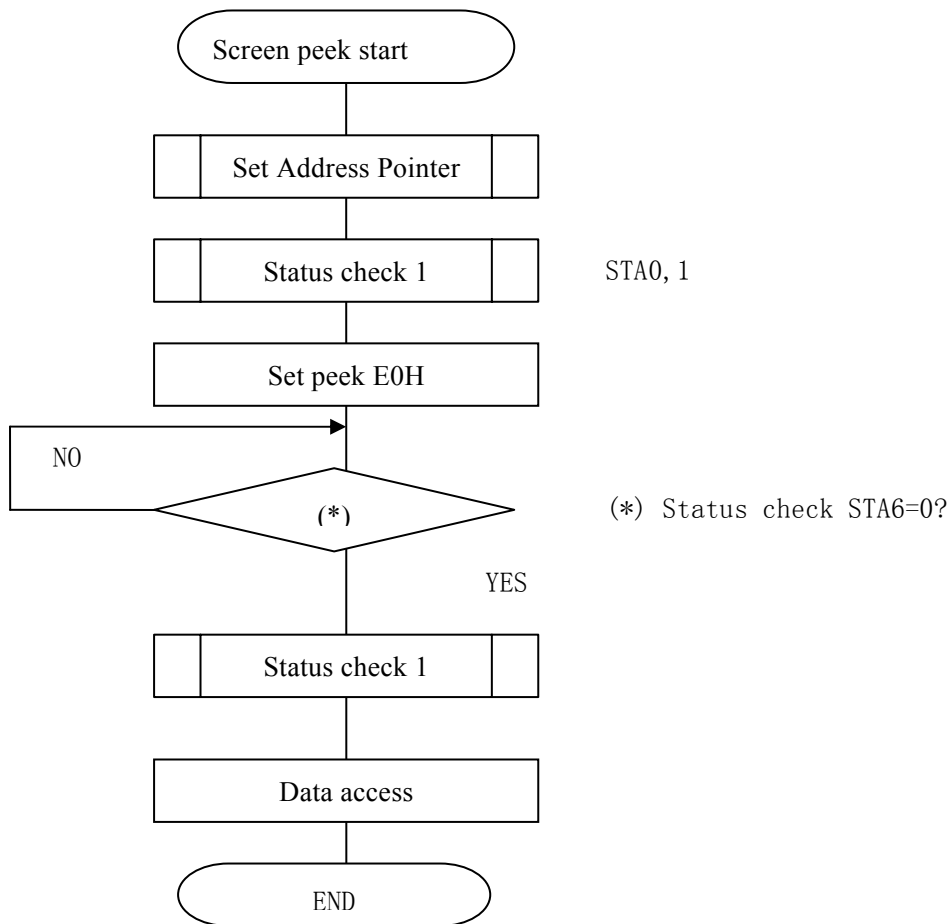 Screen peek start
Set Address Pointer
Status check 1
STA0,1
Set peek E0H
NO
(*)
(*) Status check STA6=0?
YES
Status check 1
Data access
END